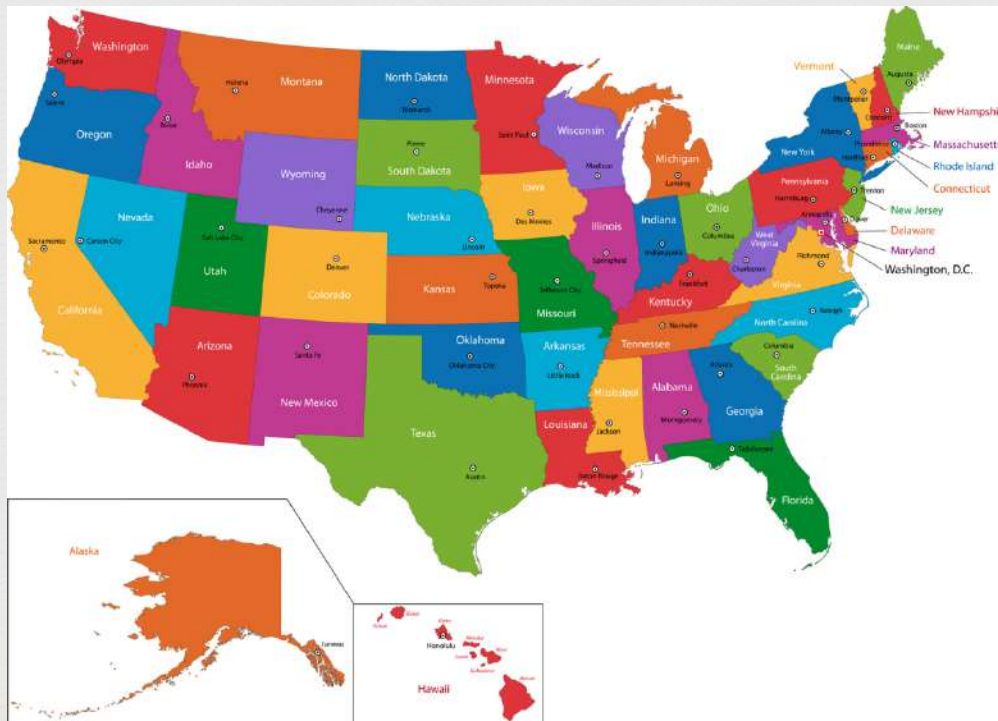 Washington
Olympia
Montana
Helena
North Dakota
Bismarck
Minnesota
Saint Paul
Vermont
Montpelier
Maine
Augusta
Salem
Oregon
Boise
Idaho
Wyoming
Cheyenne
Pierre
South Dakota
Wisconsin
Madison
Michigan
Lansing
New York
Albany
Concord
New Hampshi
Boston
Massachusett
Rhode Island
Hartford
Connecticut
Nevada
Carson City
Sacramento
California
Salt Lake City
Utah
Denver
Colorado
Nebraska
Lincoln
Iowa
Des Moines
Illinois
Springfield
Indiana
Indianapolis
Ohio
Columbus
Pennsylvania
Harrisburg
Trenton
New Jersey
Annapolis
Delaware
Maryland
Washington, D.C.
West
Virginia
Charleston
Richmond
Virginia
Kansas
Topeka
Missouri
Jefferson City
Kentucky
Frankfort
Tennessee
Nashville
North Carolina
Raleigh
Arizona
Phoenix
Santa Fe
New Mexico
Oklahoma
Oklahoma City
Arkansas
Little Rock
Mississippi
Jackson
Alabama
Montgomery
Atlanta
Georgia
Columbia
South
Carolina
Texas
Austin
Louisiana
Baton Rouge
Tallahassee
Florida
Alaska
Honolulu
Hawaii